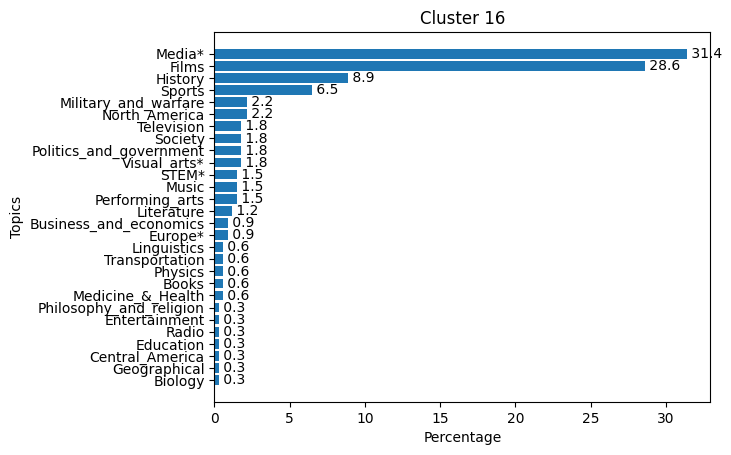 Cluster 16
Topics
Media* 31.4
Films 28.6
History 8.9
Sports 6.5
Military_and_warfare 2.2
North_America 2.2
Television 1.8
Society 1.8
Politics_and_government 1.8
Visual_arts* 1.8
STEM* 1.5
Music 1.5
Performing_arts 1.5
Literature 1.2
Business_and_economics 0.9
Europe* 0.9
Linguistics 0.6
Transportation 0.6
Physics 0.6
Books 0.6
Medicine_&_Health 0.6
Philosophy_and_religion 0.3
Entertainment 0.3
Radio 0.3
Education 0.3
Central_America 0.3
Geographical 0.3
Biology 0.3
0 5 10 15 20 25 30
Percentage